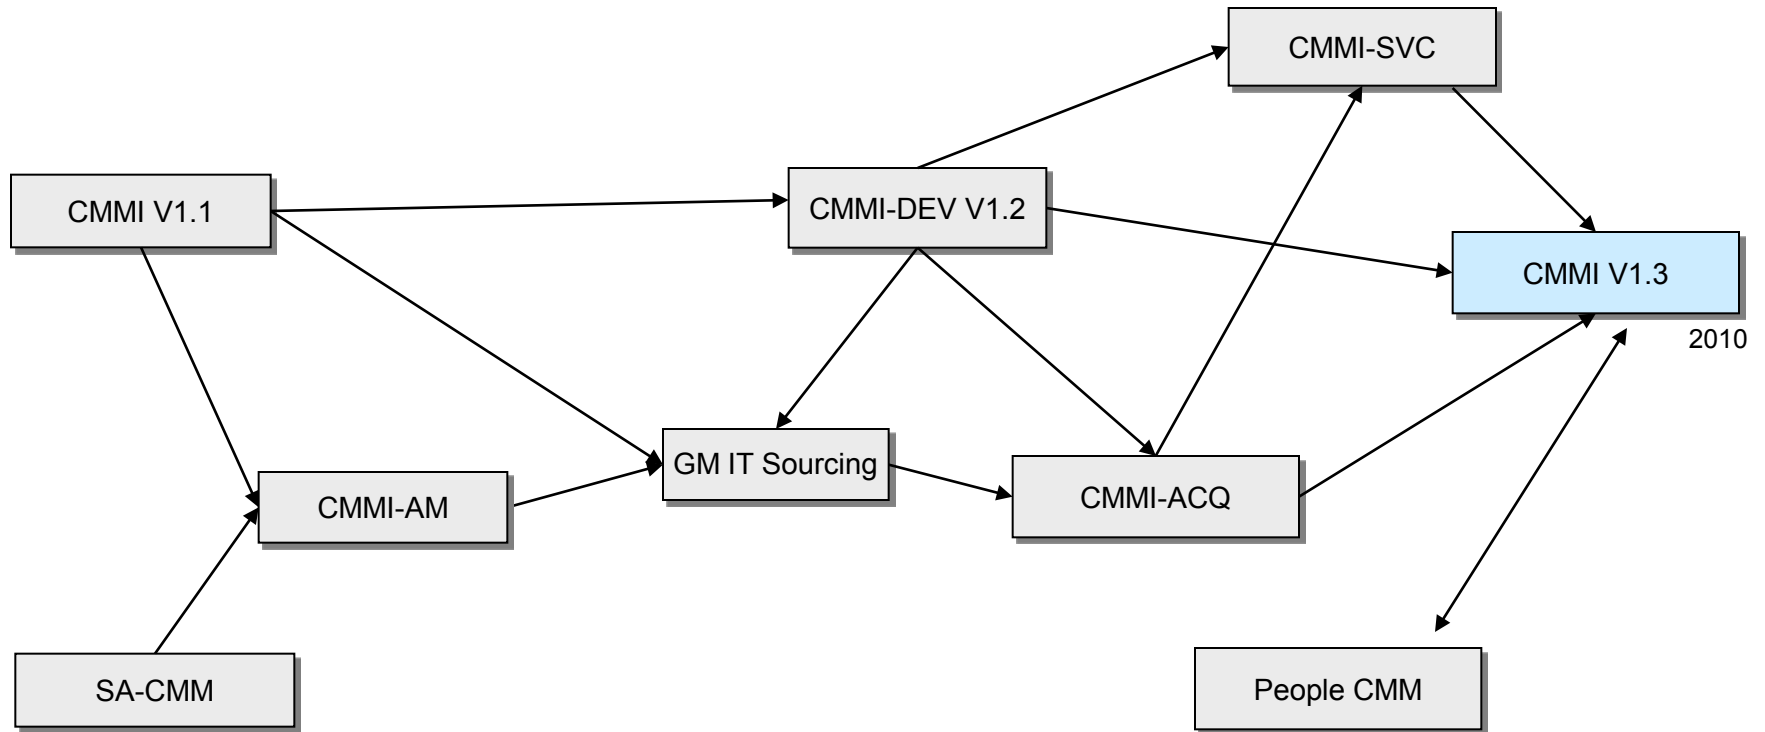 CMMI-SVC
CMMI V1.1
CMMI-DEV V1.2
CMMI V1.3
2010
GM IT Sourcing
CMMI-AM
CMMI-ACQ
SA-CMM
People CMM